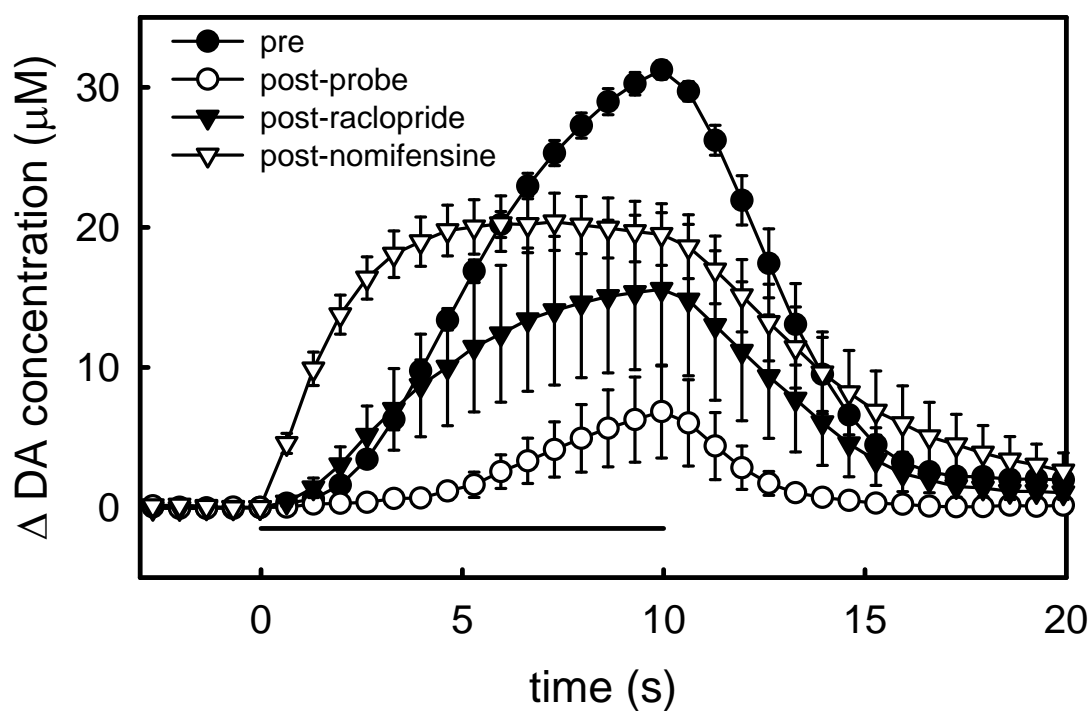 pre
post-probe
post-raclopride
post-nomifensine
Δ DA concentration (μM)
30
20
10
0
0 5 10 15 20
time (s)